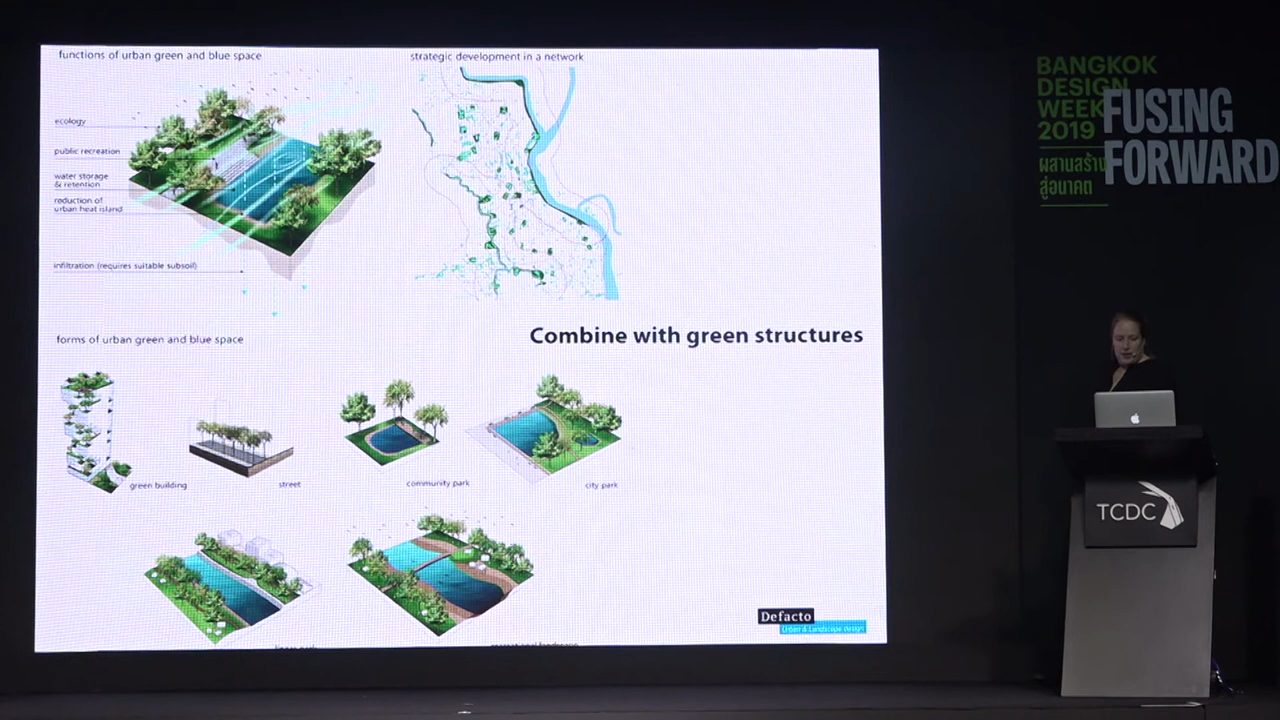 functions of urban green and blue space
strategic development in a network
ecology
public recreation
water storage
& retention
reduction of
urban heat island
infiltration (requires suitable subsoil)
Combine with green structures
forms of urban green and blue space
green building
street
community park
city park
Defacto
Urban & Landscape design
BANGKOK
DESIGN
WEEK
2019
ผสานสร้าง
สู่อนาคต
FUSING
FORWARD
TCDC